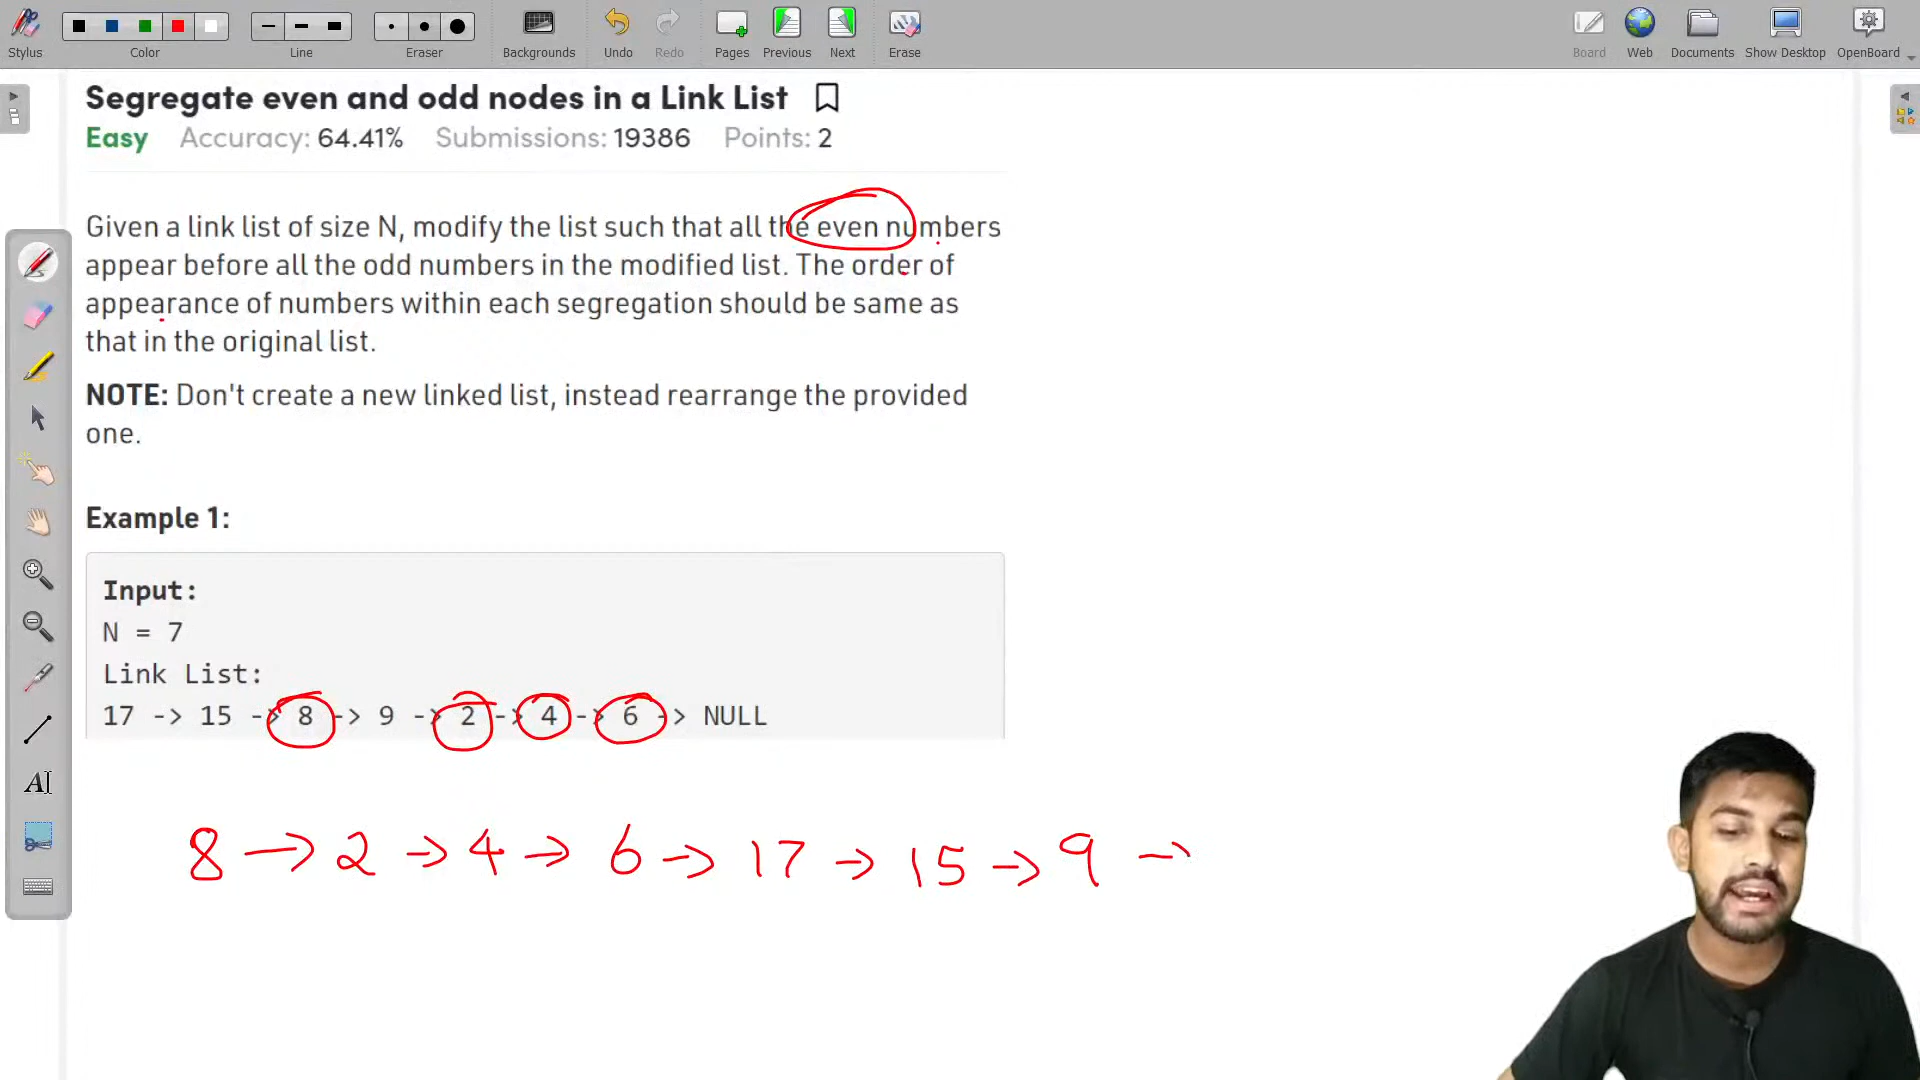 Stylus Color Line Eraser Backgrounds Undo Redo Pages Previous Next Erase Board Web Documents Show Desktop OpenBoard
Segregate even and odd nodes in a Link List
Easy Accuracy: 64.41% Submissions: 19386 Points: 2
Given a link list of size N, modify the list such that all the even numbers
appear before all the odd numbers in the modified list. The order of
appearance of numbers within each segregation should be same as
that in the original list.
NOTE: Don't create a new linked list, instead rearrange the provided
one.
Example 1:
Input:
N = 7
Link List:
17 -> 15 -> 8 -> 9 -> 2 -> 4 -> 6 -> NULL
AI
8 → 2 → 4 → 6 → 17 → 15 → 9 →